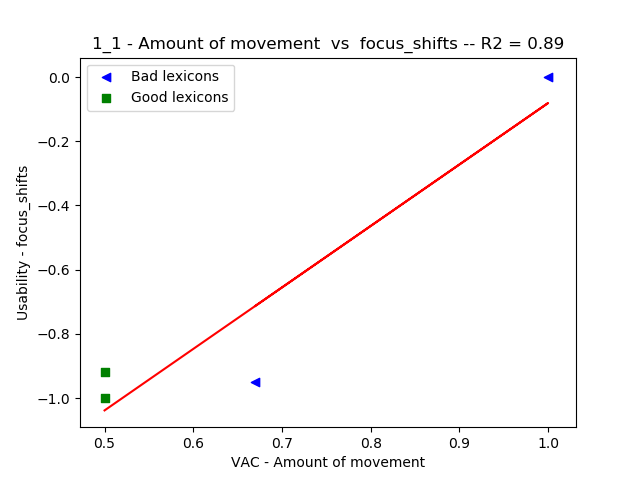 1_1 - Amount of movement  vs  focus_shifts -- R2 = 0.89
Bad lexicons
Good lexicons
0.0
−0.2
−0.4
−0.6
−0.8
−1.0
Usability - focus_shifts
0.5 0.6 0.7 0.8 0.9 1.0
VAC - Amount of movement